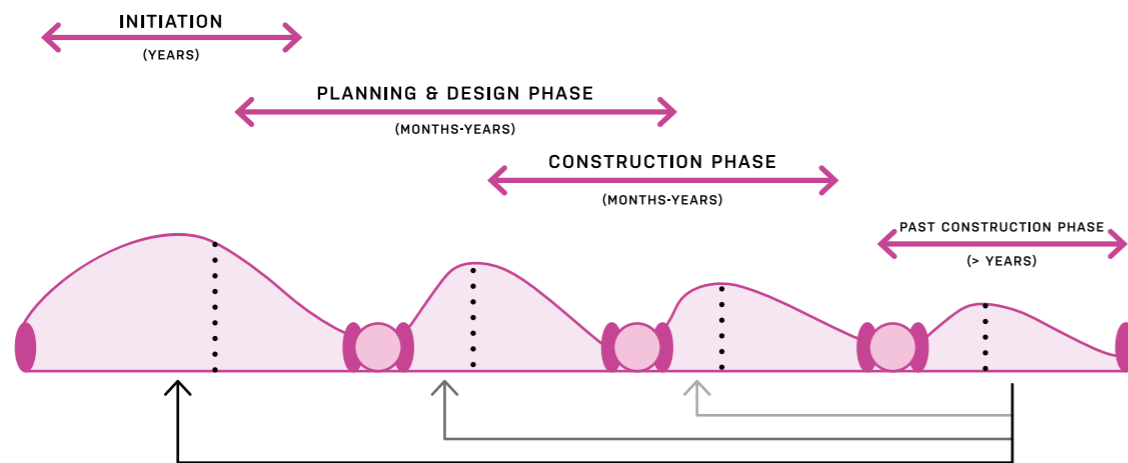 INITIATION
(YEARS)
PLANNING & DESIGN PHASE
(MONTHS-YEARS)
CONSTRUCTION PHASE
(MONTHS-YEARS)
PAST CONSTRUCTION PHASE
(> YEARS)